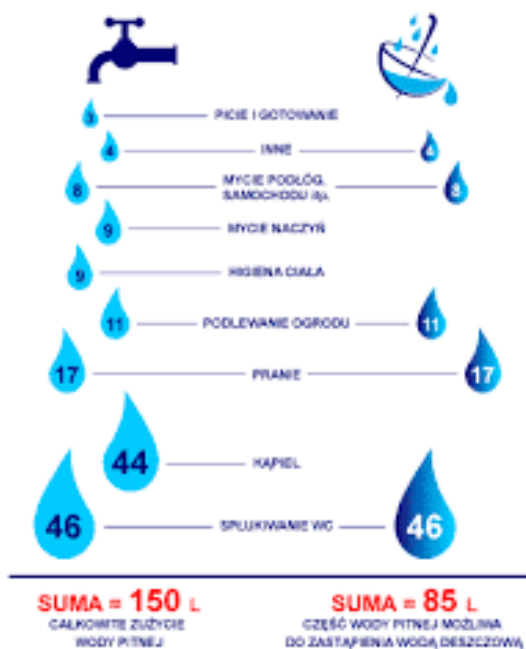 3 PICIE I GOTOWANIE
4 INNE 4
8 MYCIE PODŁÓG, 8
SAMOCHODU itp.
9 MYCIE NACZYŃ
9 HIGIENA CIAŁA
11 PODLEWANIE OGRODU 11
17 PRANIE 17
44 KĄPIEL
46 SPŁUKIWANIE WC 46
SUMA = 150 L SUMA = 85 L
CAŁKOWITE ZUŻYCIE CZĘŚĆ WODY PITNEJ MOŻLIWA
WODY PITNEJ DO ZASTĄPIENIA WODĄ DESZCZOWĄ